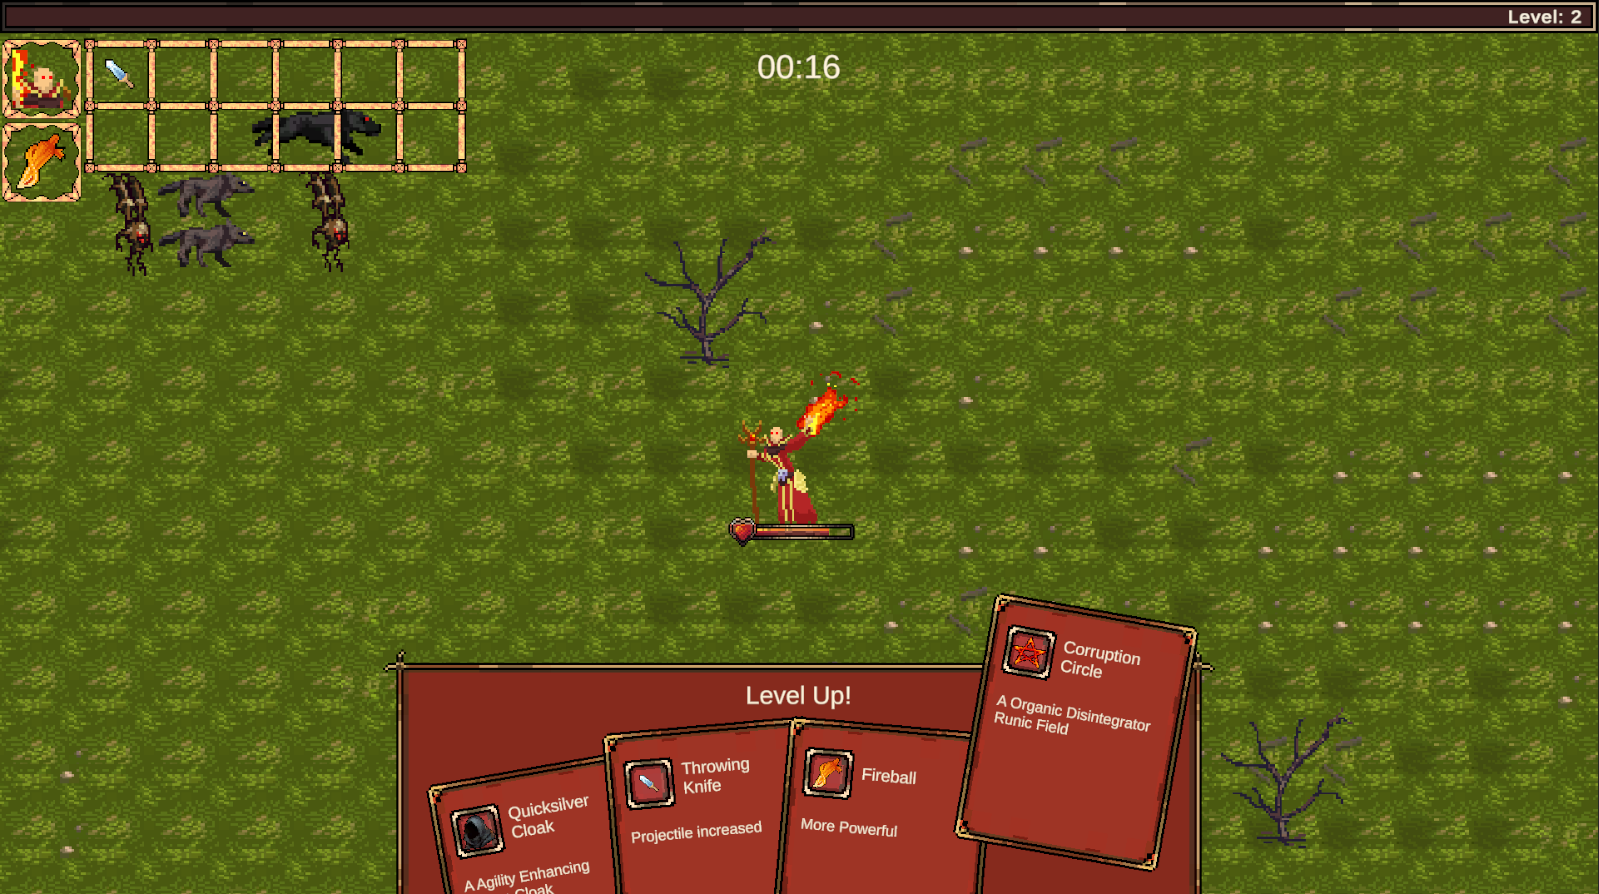 Level: 2
00:16
Level Up!
Quicksilver
Cloak
A Agility Enhancing
Cloak
Throwing
Knife
Projectile increased
Fireball
More Powerful
Corruption
Circle
A Organic Disintegrator
Runic Field